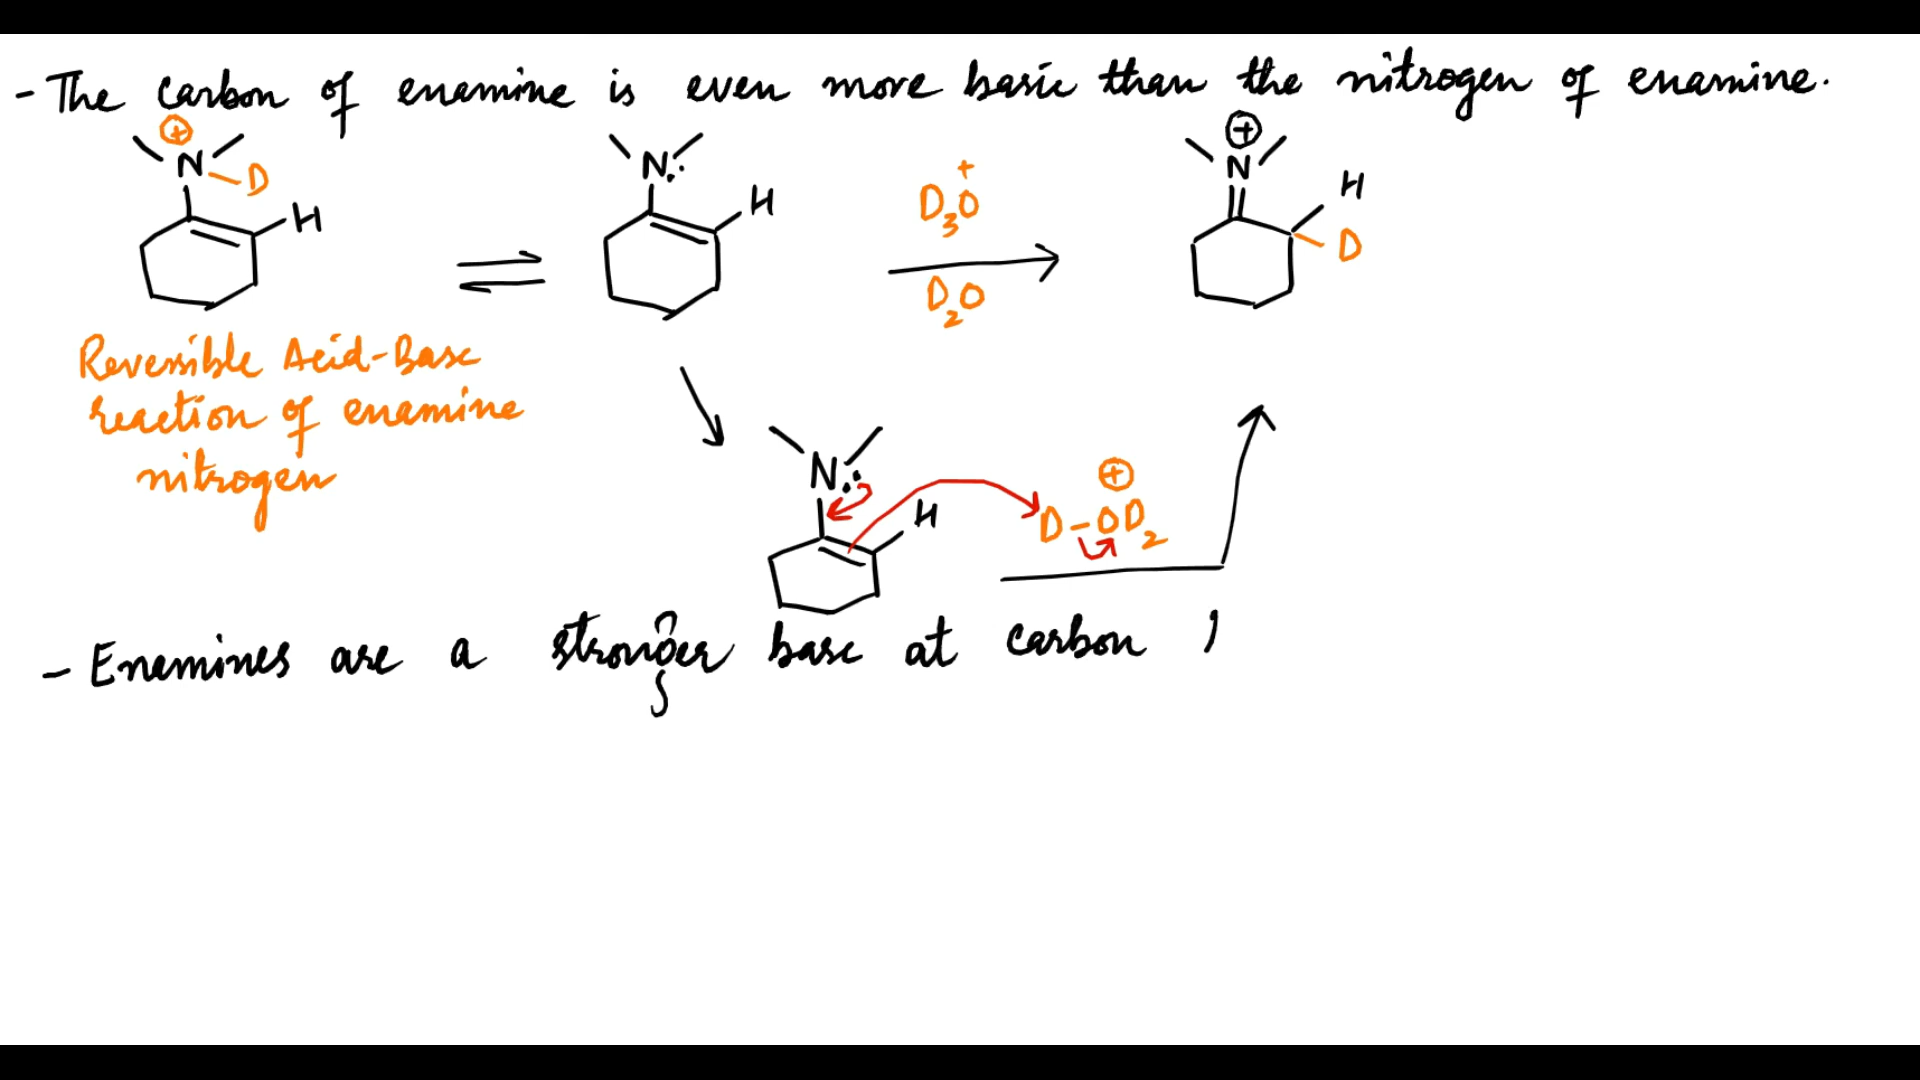 - The carbon of enamine is even more basic than the nitrogen of enamine.
⊕ N - D H
N: H
D3O+
D2O
⊕ N H D
Reversible Acid-Base
reaction of enamine
nitrogen
N: H
D-OD2 ⊕
- Enamines are a stronger base at carbon ,